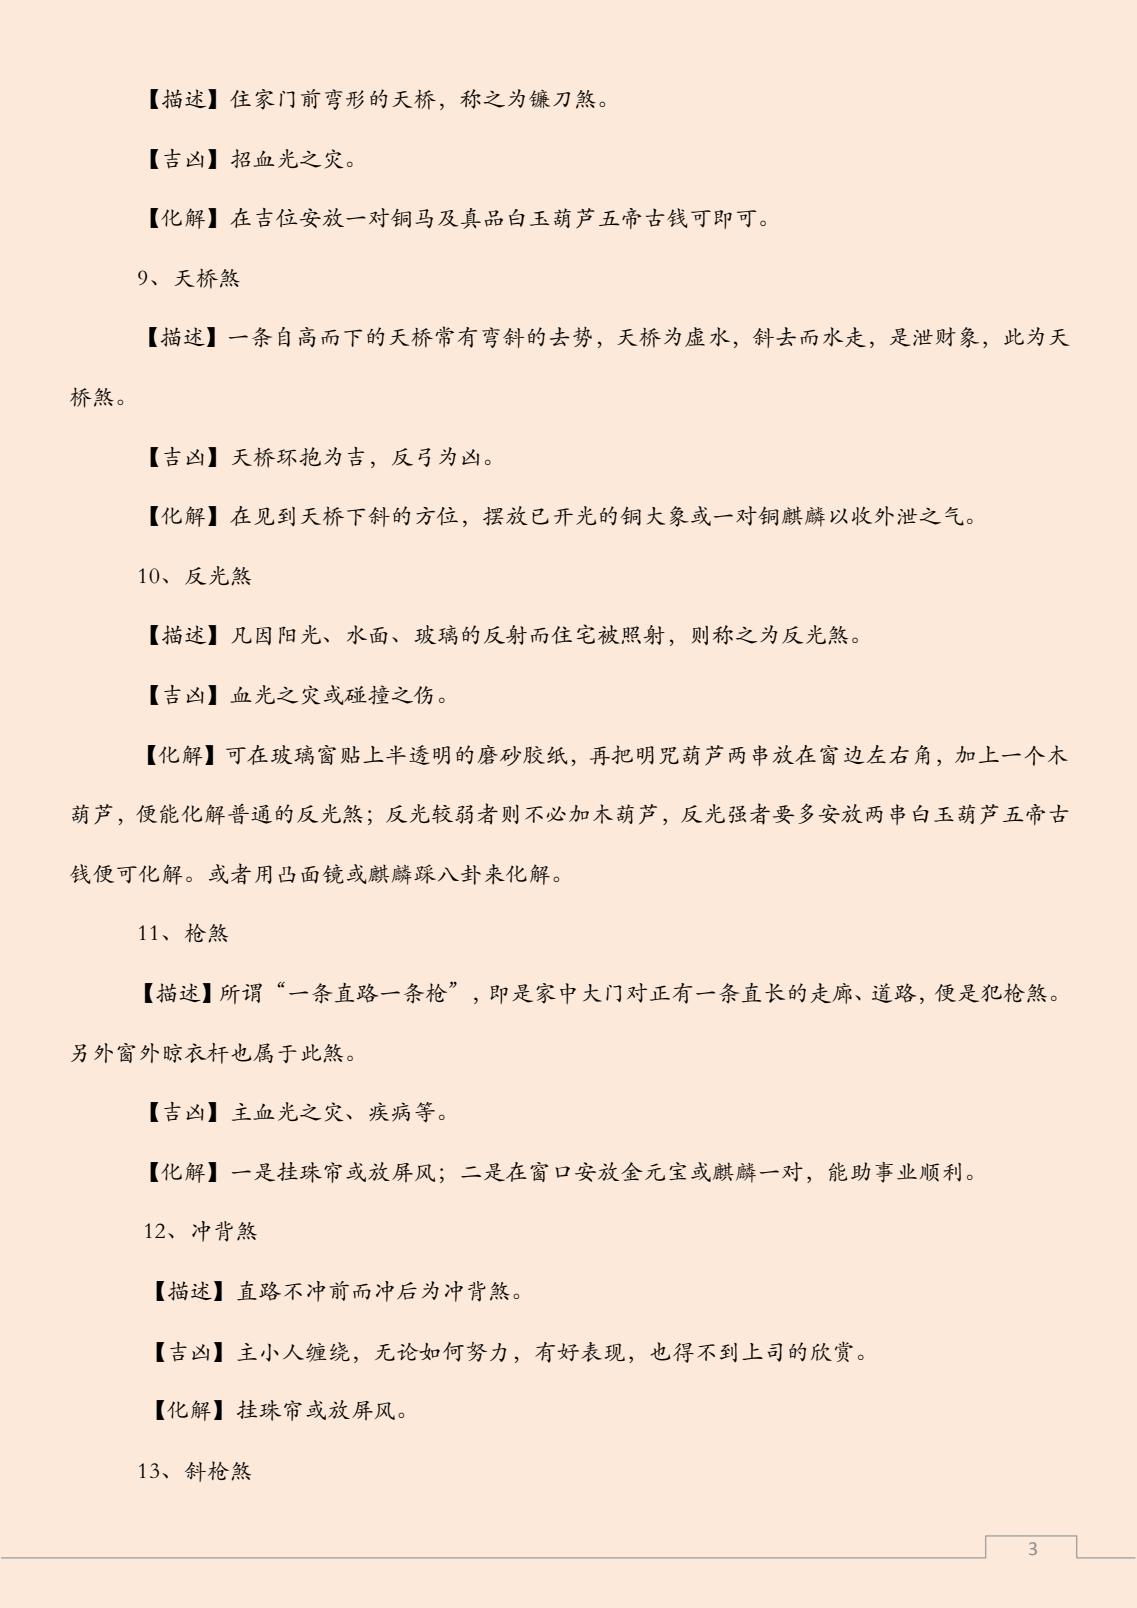 【描述】住家门前弯形的天桥，称之为镰刀煞。
【吉凶】招血光之灾。
【化解】在吉位安放一对铜马及真品白玉葫芦五帝古钱可即可。
9、天桥煞
【描述】一条自高而下的天桥常有弯斜的去势，天桥为虚水，斜去而水走，是泄财象，此为天
桥煞。
【吉凶】天桥环抱为吉，反弓为凶。
【化解】在见到天桥下斜的方位，摆放已开光的铜大象或一对铜麒麟以收外泄之气。
10、反光煞
【描述】凡因阳光、水面、玻璃的反射而住宅被照射，则称之为反光煞。
【吉凶】血光之灾或碰撞之伤。
【化解】可在玻璃窗贴上半透明的磨砂胶纸，再把明咒葫芦两串放在窗边左右角，加上一个木
葫芦，便能化解普通的反光煞；反光较弱者则不必加木葫芦，反光强者要多安放两串白玉葫芦五帝古
钱便可化解。或者用凸面镜或麒麟踩八卦来化解。
11、枪煞
【描述】所谓“一条直路一条枪”，即是家中大门对正有一条直长的走廊、道路，便是犯枪煞。
另外窗外晾衣杆也属于此煞。
【吉凶】主血光之灾、疾病等。
【化解】一是挂珠帘或放屏风；二是在窗口安放金元宝或麒麟一对，能助事业顺利。
12、冲背煞
【描述】直路不冲前而冲后为冲背煞。
【吉凶】主小人缠绕，无论如何努力，有好表现，也得不到上司的欣赏。
【化解】挂珠帘或放屏风。
13、斜枪煞
3